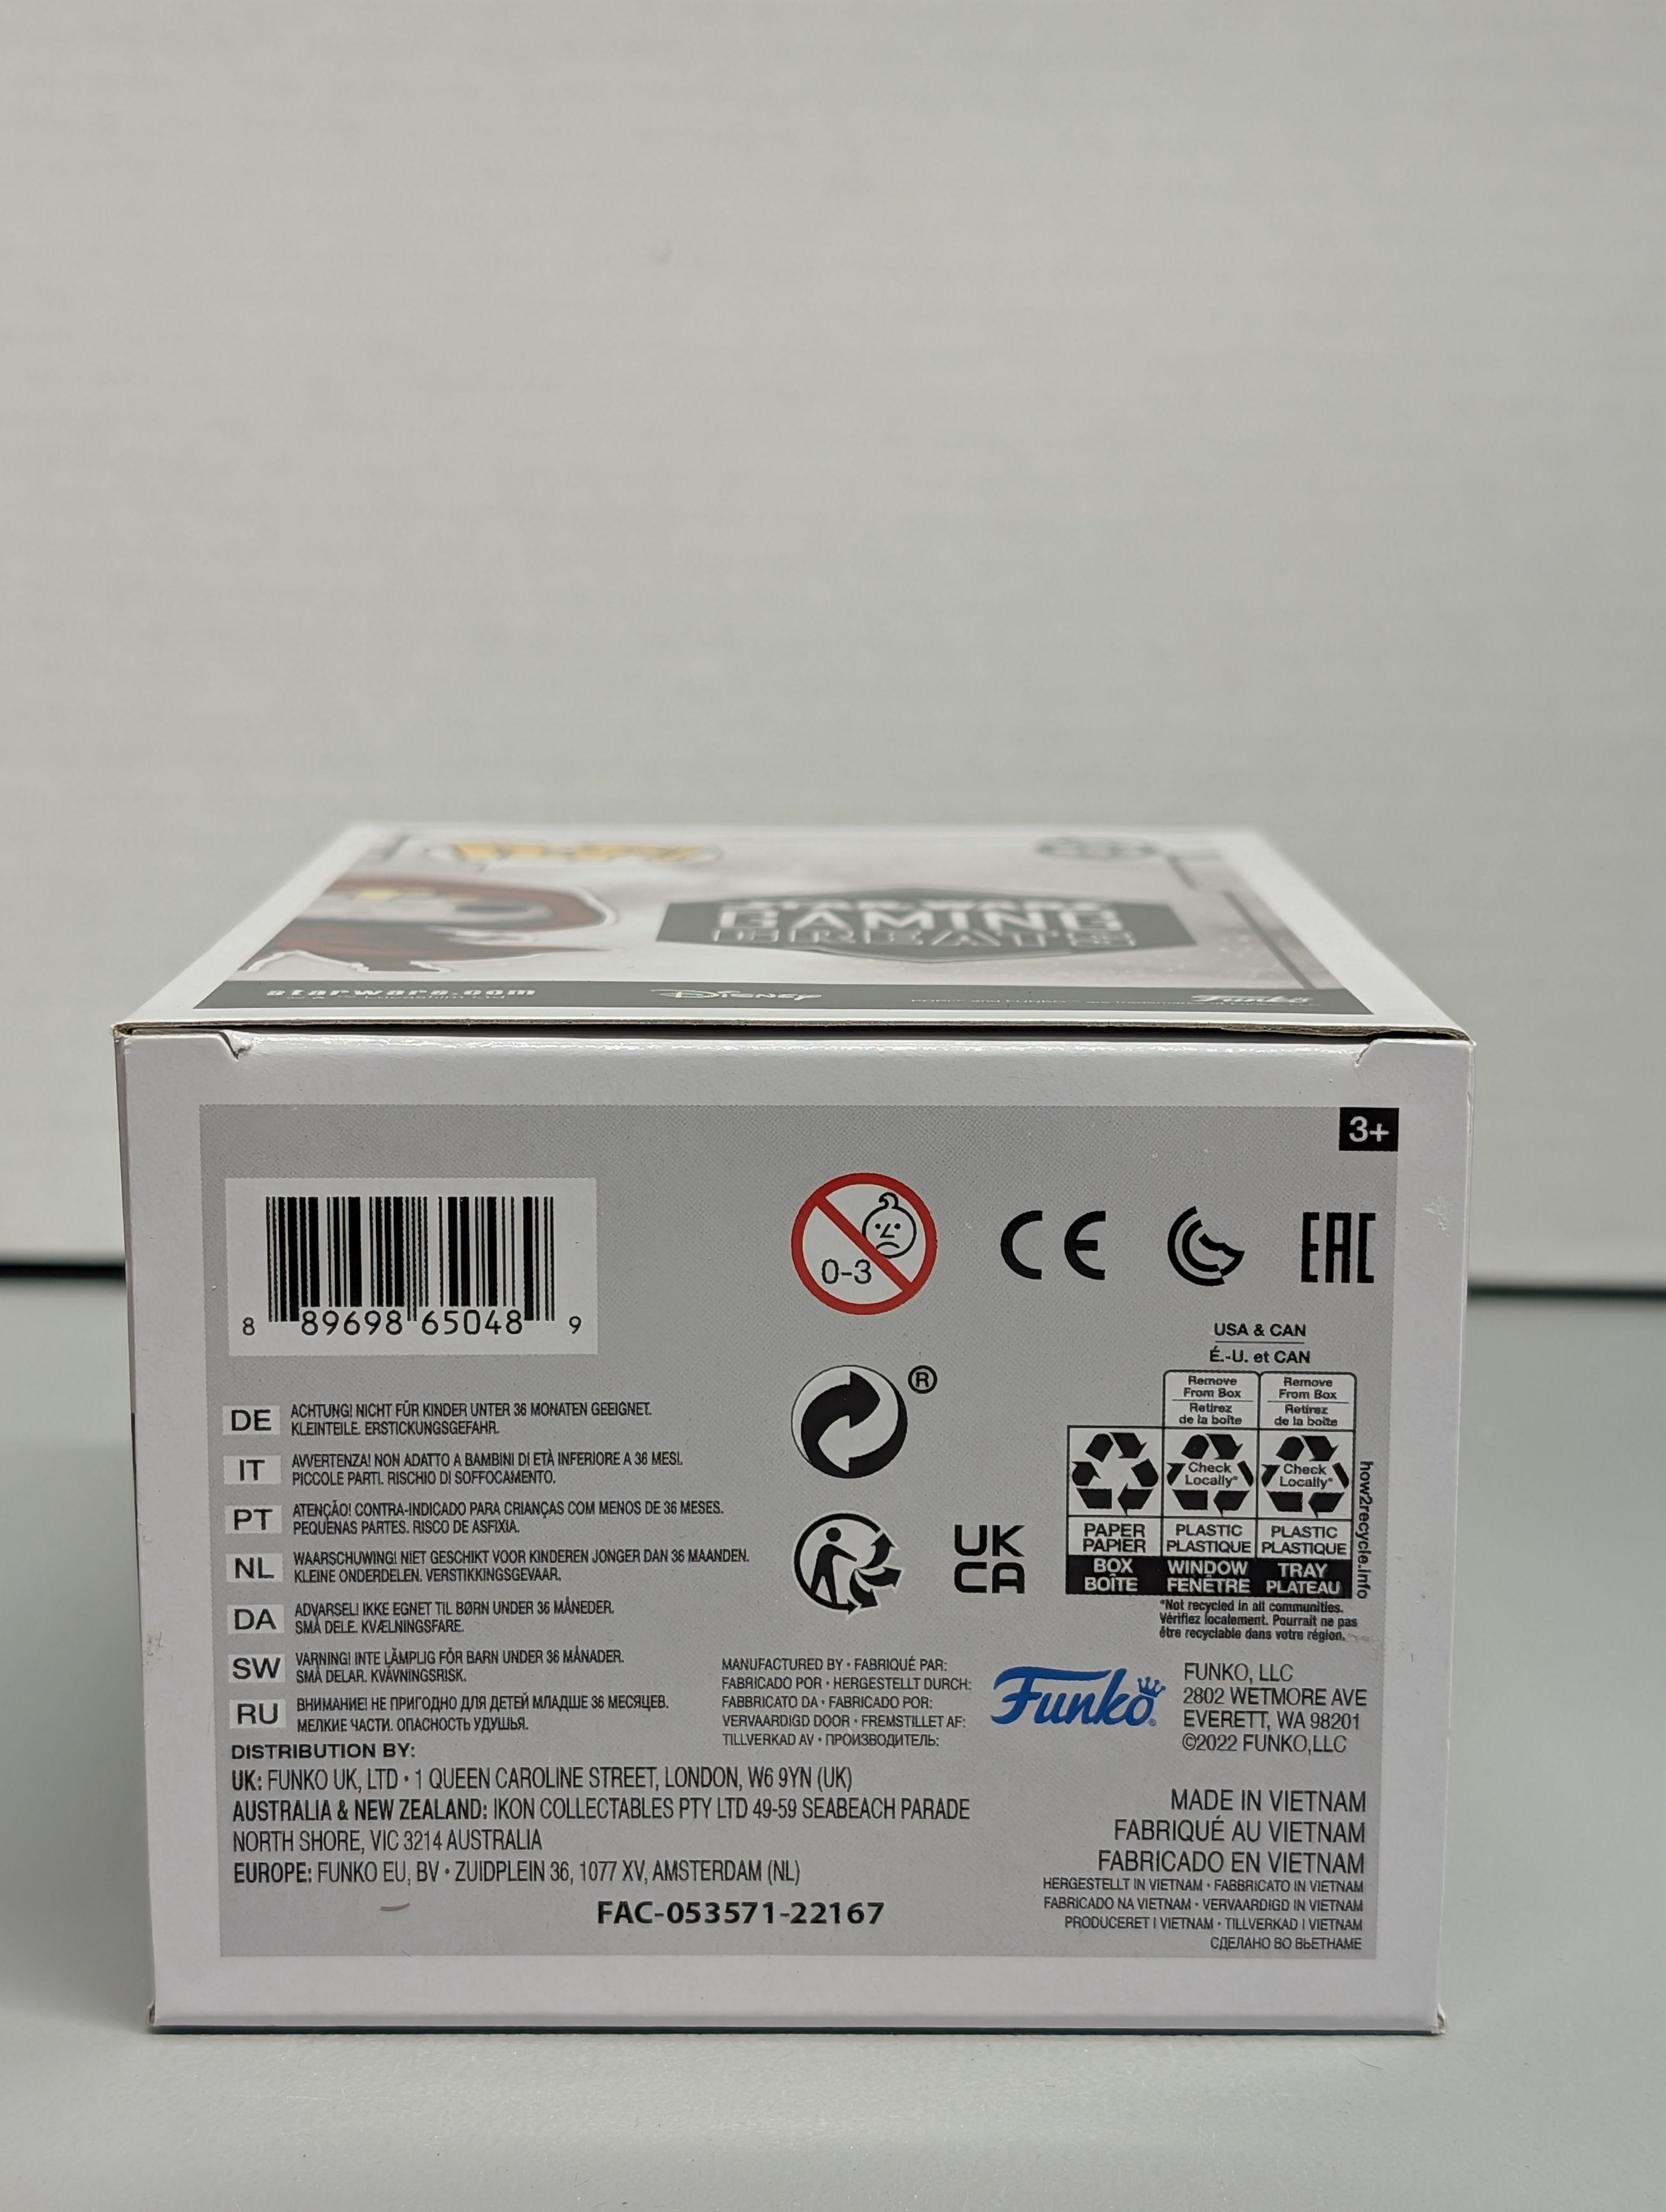 GAMING
GREATS
starwars.com
Disney
Funko
3+
8 89698 65048 9
0-3
CE
EAC
USA & CAN
É.-U. et CAN
Remove
From Box
Retirez
de la boîte
Remove
From Box
Retirez
de la boîte
Check
Locally*
Check
Locally*
PAPER
PAPIER
PLASTIC
PLASTIQUE
PLASTIC
PLASTIQUE
BOX
BOÎTE
WINDOW
FENÊTRE
TRAY
PLATEAU
how2recycle.info
*Not recycled in all communities.
Vérifiez localement. Pourrait ne pas
être recyclable dans votre région.
®
UK
CA
DE ACHTUNG! NICHT FÜR KINDER UNTER 36 MONATEN GEEIGNET.
KLEINTEILE. ERSTICKUNGSGEFAHR.
IT AVVERTENZA! NON ADATTO A BAMBINI DI ETÀ INFERIORE A 36 MESI.
PICCOLE PARTI. RISCHIO DI SOFFOCAMENTO.
PT ATENÇÃO! CONTRA-INDICADO PARA CRIANÇAS COM MENOS DE 36 MESES.
PEQUENAS PARTES. RISCO DE ASFIXIA.
NL WAARSCHUWING! NIET GESCHIKT VOOR KINDEREN JONGER DAN 36 MAANDEN.
KLEINE ONDERDELEN. VERSTIKKINGSGEVAAR.
DA ADVARSEL! IKKE EGNET TIL BØRN UNDER 36 MÅNEDER.
SMÅ DELE. KVÆLNINGSFARE.
SW VARNING! INTE LÄMPLIG FÖR BARN UNDER 36 MÅNADER.
SMÅ DELAR. KVÄVNINGSRISK.
RU ВНИМАНИЕ! НЕ ПРИГОДНО ДЛЯ ДЕТЕЙ МЛАДШЕ 36 МЕСЯЦЕВ.
МЕЛКИЕ ЧАСТИ. ОПАСНОСТЬ УДУШЬЯ.
MANUFACTURED BY • FABRIQUÉ PAR:
FABRICADO POR • HERGESTELLT DURCH:
FABBRICATO DA • FABRICADO POR:
VERVAARDIGD DOOR • FREMSTILLET AF:
TILLVERKAD AV • ПРОИЗВОДИТЕЛЬ:
Funko
FUNKO, LLC
2802 WETMORE AVE
EVERETT, WA 98201
©2022 FUNKO,LLC
DISTRIBUTION BY:
UK: FUNKO UK, LTD • 1 QUEEN CAROLINE STREET, LONDON, W6 9YN (UK)
AUSTRALIA & NEW ZEALAND: IKON COLLECTABLES PTY LTD 49-59 SEABEACH PARADE
NORTH SHORE, VIC 3214 AUSTRALIA
EUROPE: FUNKO EU, BV • ZUIDPLEIN 36, 1077 XV, AMSTERDAM (NL)
FAC-053571-22167
MADE IN VIETNAM
FABRIQUÉ AU VIETNAM
FABRICADO EN VIETNAM
HERGESTELLT IN VIETNAM • FABBRICATO IN VIETNAM
FABRICADO NA VIETNAM • VERVAARDIGD IN VIETNAM
PRODUCERET I VIETNAM • TILLVERKAD I VIETNAM
СДЕЛАНО ВО ВЬЕТНАМЕ